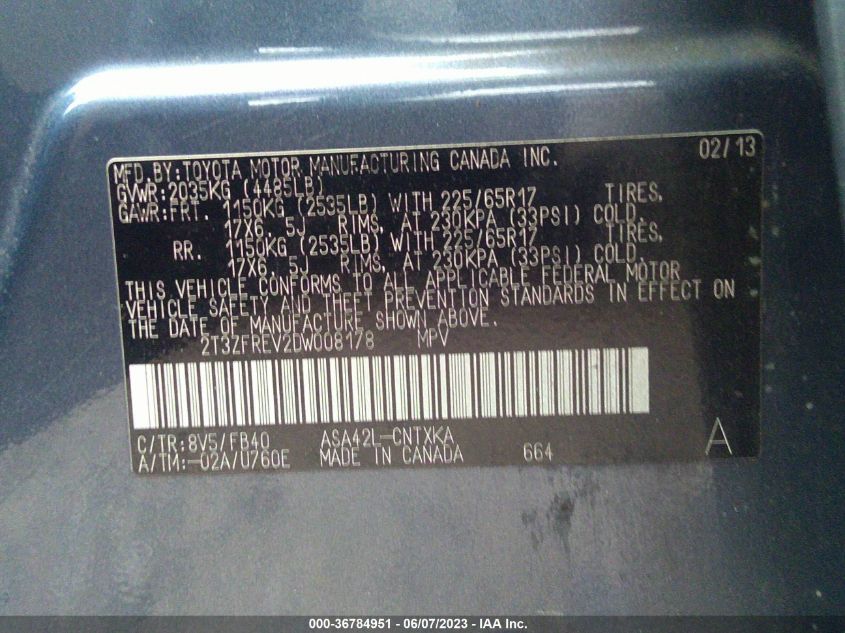 MFD.BY:TOYOTA MOTOR MANUFACTURING CANADA INC. 02/13
GVWR:2035KG (4485LB)
GAWR:FRT. 1150KG (2535LB) WITH 225/65R17 TIRES,
17X6. 5J RIMS, AT 230KPA (33PSI) COLD.
RR. 1150KG (2535LB) WITH 225/65R17 TIRES,
17X6. 5J RIMS, AT 230KPA (33PSI) COLD.
THIS VEHICLE CONFORMS TO ALL APPLICABLE FEDERAL MOTOR
VEHICLE SAFETY AND THEFT PREVENTION STANDARDS IN EFFECT ON
THE DATE OF MANUFACTURE SHOWN ABOVE.
2T3ZFREV2DW008178 MPV
C/TR:8V5/FB40 ASA42L-CNTXKA A
A/TM:-02A/U760E MADE IN CANADA 664
000-36784951 - 06/07/2023 - IAA Inc.